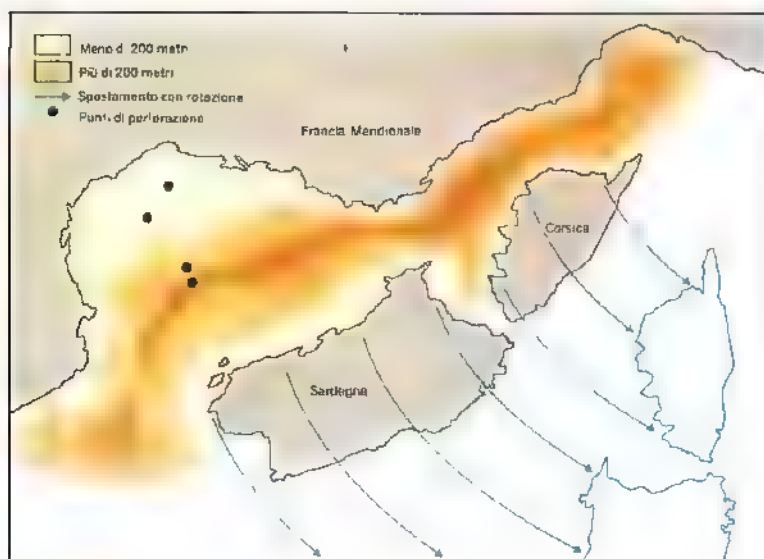 Meno di 200 metri
Più di 200 metri
Spostamento con rotazione
Punti di perforazione
Francia Meridionale
Corsica
Sardegna